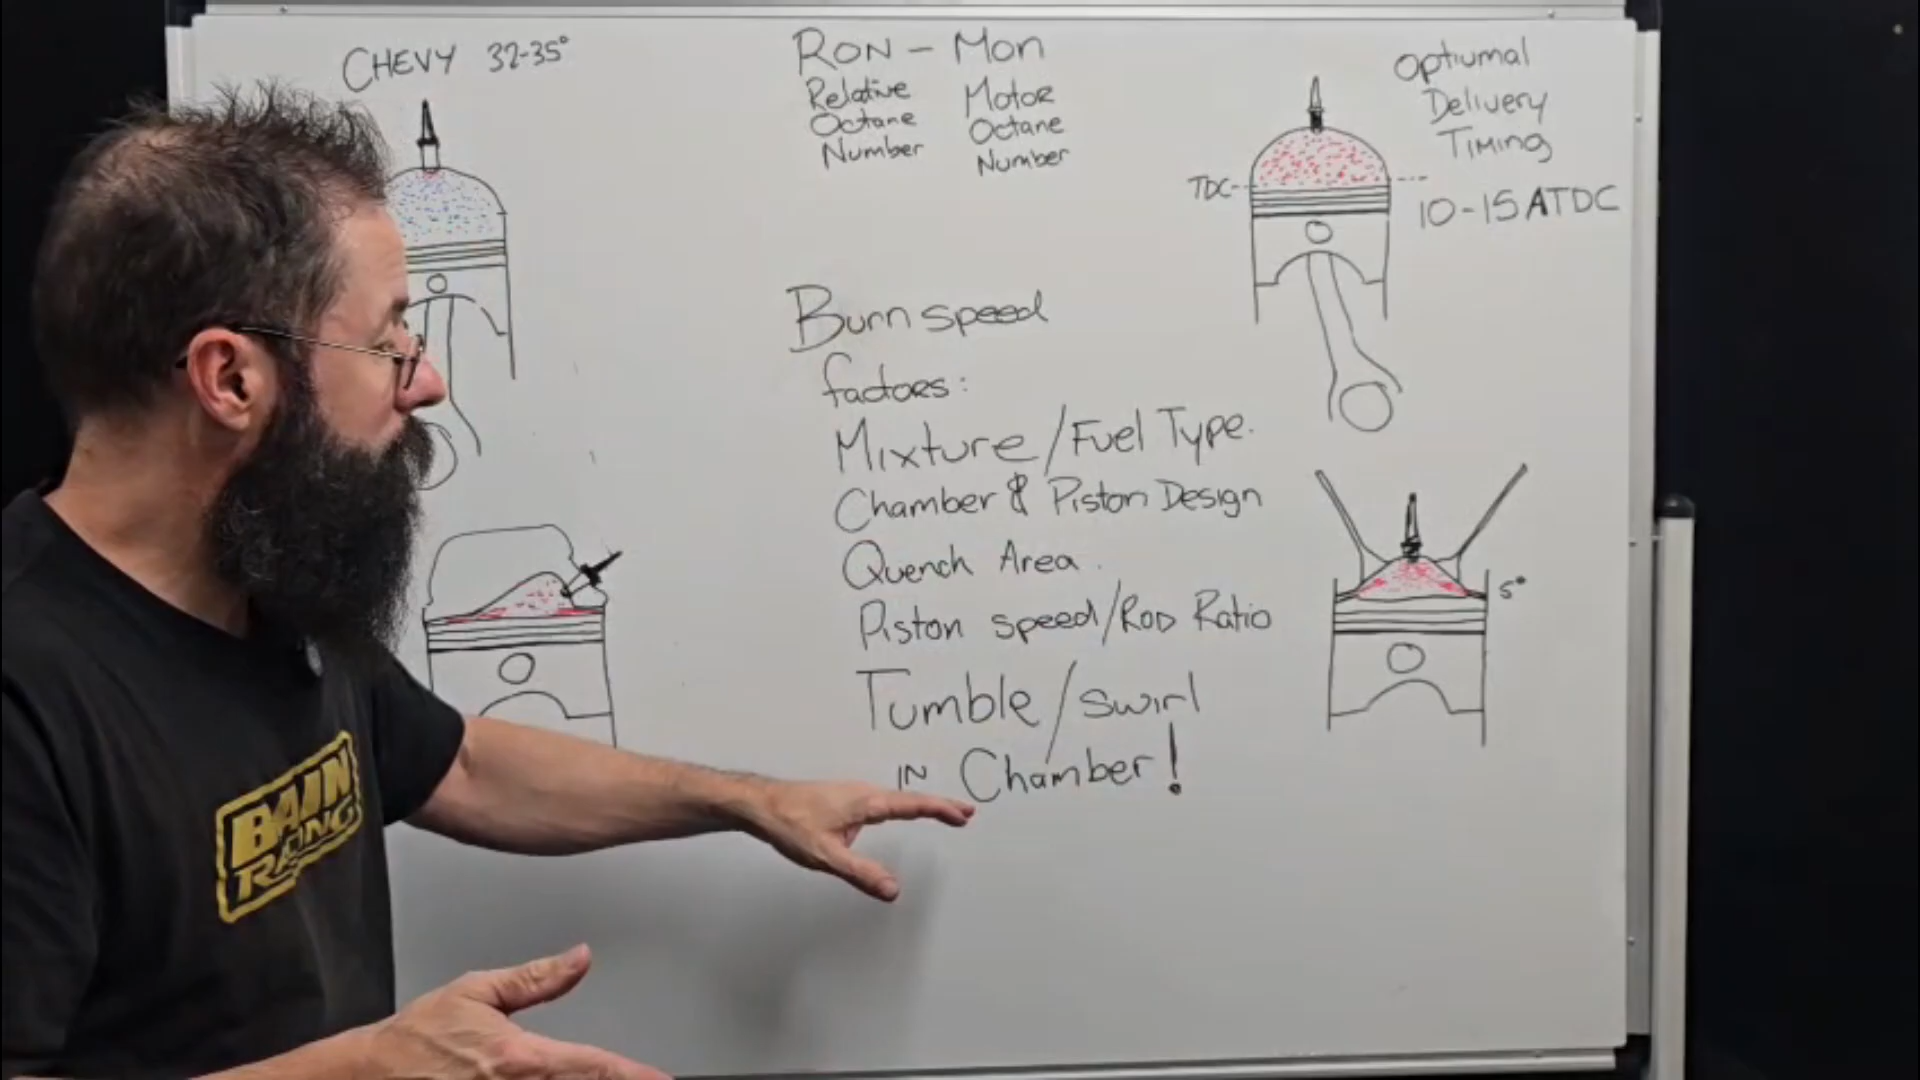 CHEVY 32-35°
RON - MON
Relative Motor
Octane Octane
Number Number
Optiumal
Delivery
Timing
TDC
10-15 ATDC
Burn speed
factors:
Mixture/Fuel Type.
Chamber & Piston Design
Quench Area.
Piston speed/Rod Ratio
Tumble/swirl
IN Chamber!
5°
BAIN
RACING